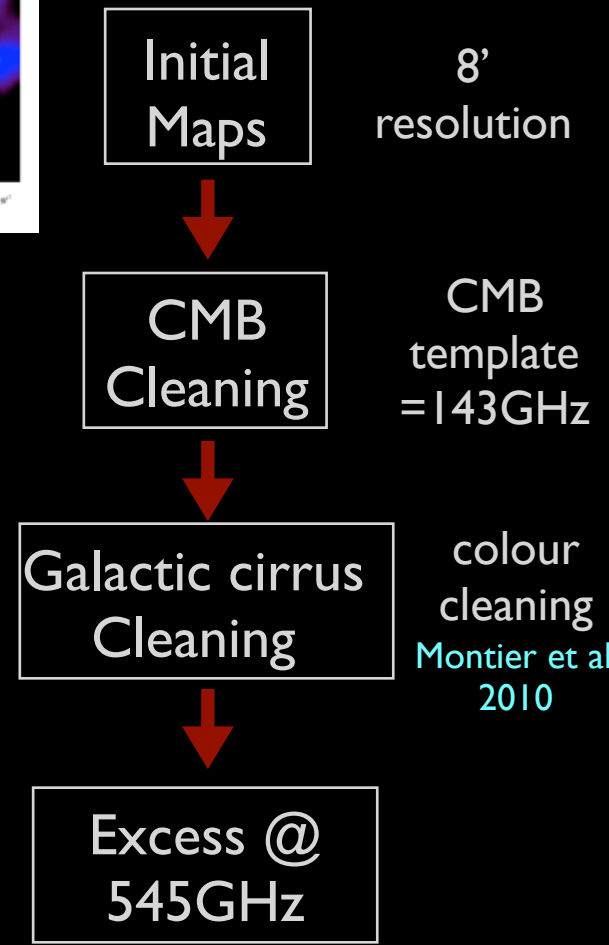 Initial
Maps
8'
resolution
CMB
Cleaning
CMB
template
=143GHz
Galactic cirrus
Cleaning
colour
cleaning
Montier et al
2010
Excess @
545GHz